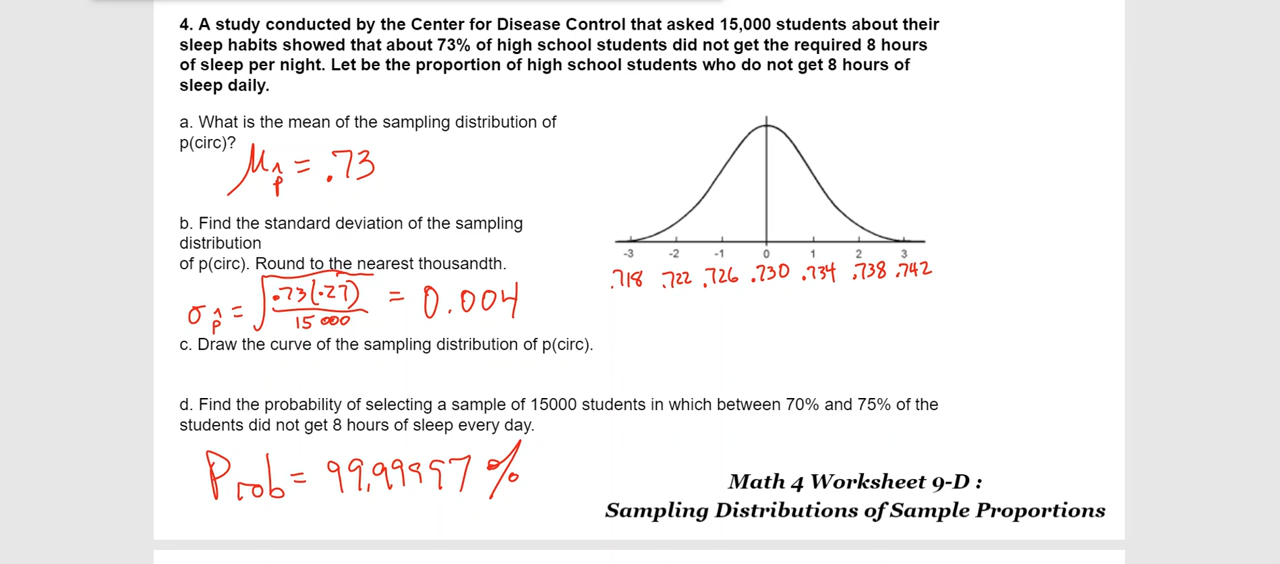 4. A study conducted by the Center for Disease Control that asked 15,000 students about their
sleep habits showed that about 73% of high school students did not get the required 8 hours
of sleep per night. Let be the proportion of high school students who do not get 8 hours of
sleep daily.
a. What is the mean of the sampling distribution of
p(circ)?
μp̂ = .73
b. Find the standard deviation of the sampling
distribution
of p(circ). Round to the nearest thousandth.
σp̂ = √(.73(.27)/15000) = 0.004
c. Draw the curve of the sampling distribution of p(circ).
-3 -2 -1 0 1 2 3
.718 .722 .726 .730 .734 .738 .742
d. Find the probability of selecting a sample of 15000 students in which between 70% and 75% of the
students did not get 8 hours of sleep every day.
Prob = 99.99997%
Math 4 Worksheet 9-D :
Sampling Distributions of Sample Proportions